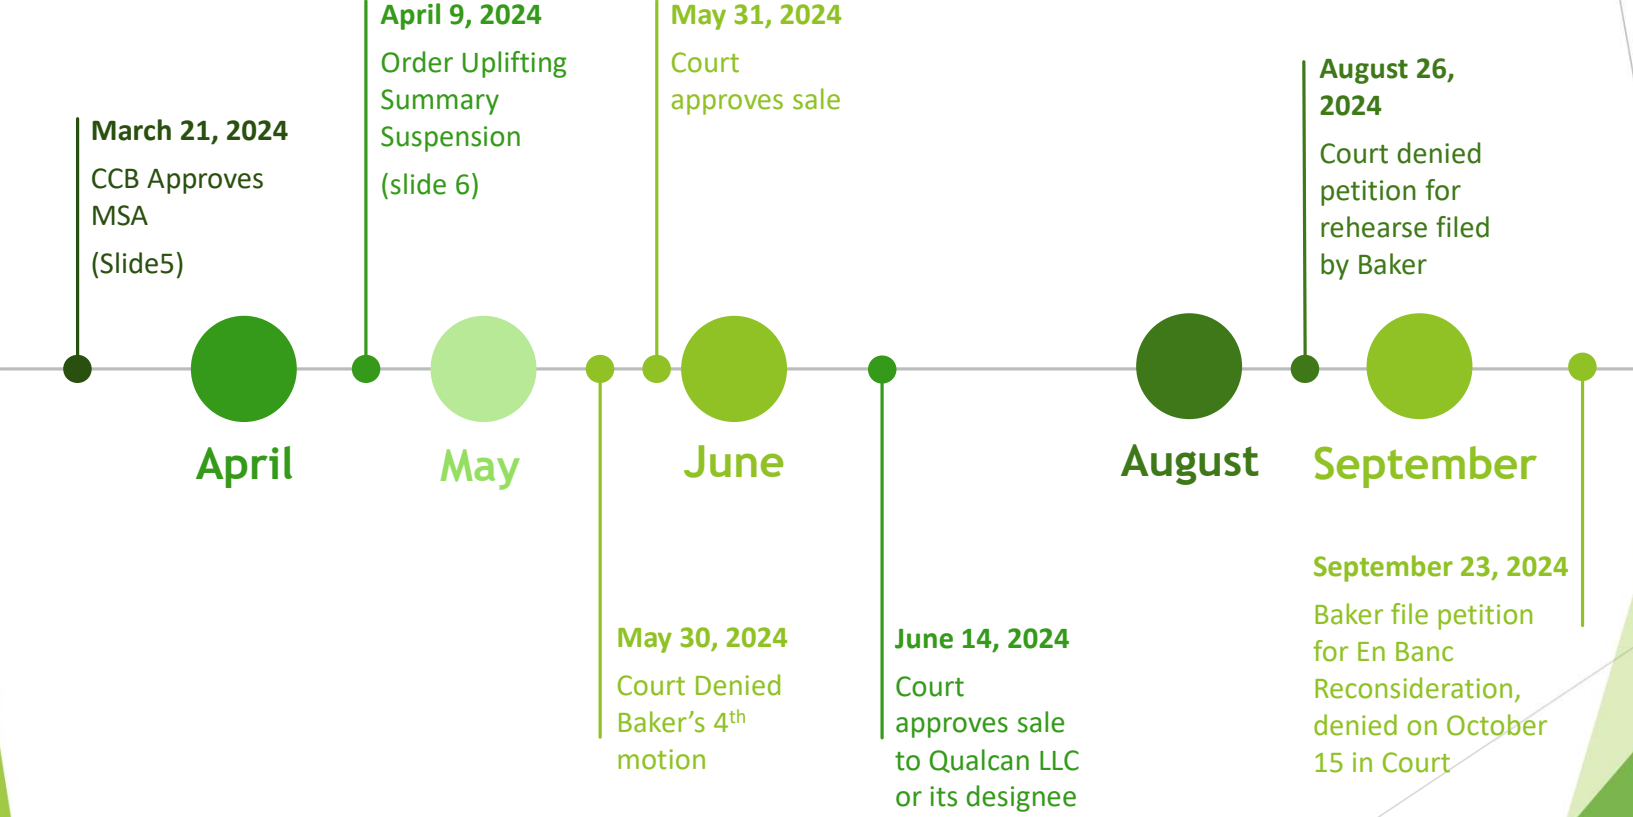 March 21, 2024
CCB Approves
MSA
(Slide5)
April 9, 2024
Order Uplifting
Summary
Suspension
(slide 6)
May 31, 2024
Court
approves sale
August 26,
2024
Court denied
petition for
rehearse filed
by Baker
April
May
June
August
September
May 30, 2024
Court Denied
Baker’s 4th
motion
June 14, 2024
Court
approves sale
to Qualcan LLC
or its designee
September 23, 2024
Baker file petition
for En Banc
Reconsideration,
denied on October
15 in Court